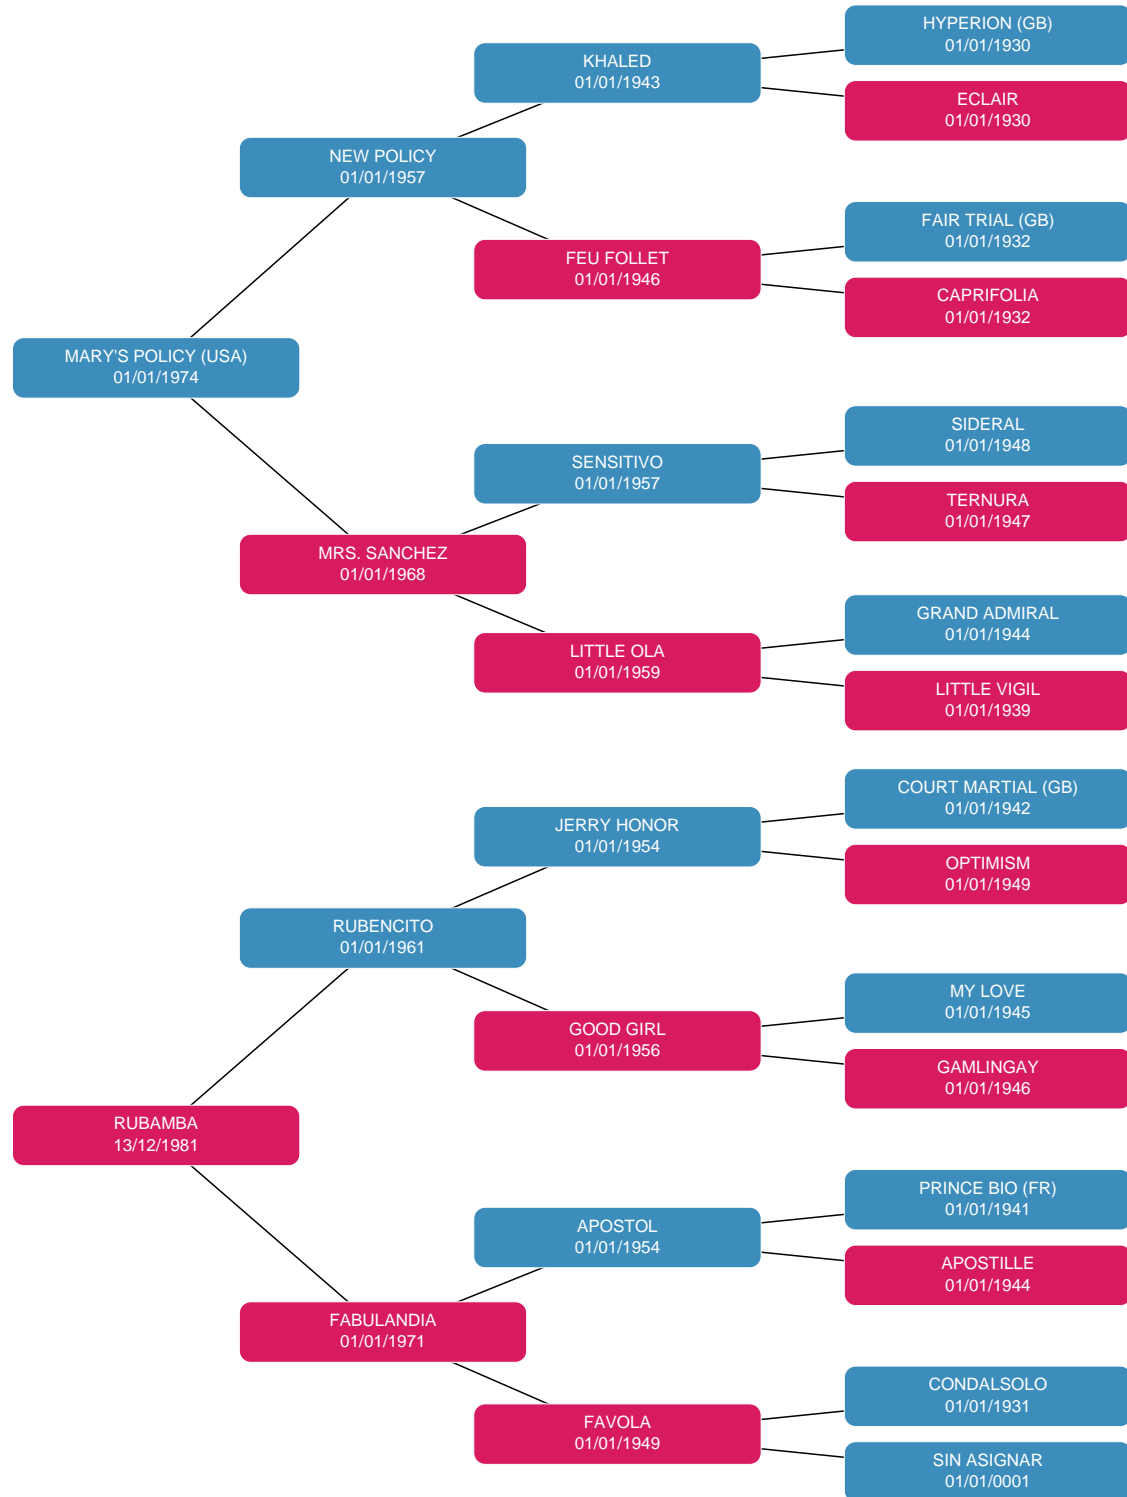 HYPERION (GB)
01/01/1930
KHALED
01/01/1943
ECLAIR
01/01/1930
NEW POLICY
01/01/1957
FAIR TRIAL (GB)
01/01/1932
FEU FOLLET
01/01/1946
CAPRIFOLIA
01/01/1932
MARY'S POLICY (USA)
01/01/1974
SIDERAL
01/01/1948
SENSITIVO
01/01/1957
TERNURA
01/01/1947
MRS. SANCHEZ
01/01/1968
GRAND ADMIRAL
01/01/1944
LITTLE OLA
01/01/1959
LITTLE VIGIL
01/01/1939
COURT MARTIAL (GB)
01/01/1942
JERRY HONOR
01/01/1954
OPTIMISM
01/01/1949
RUBENCITO
01/01/1961
MY LOVE
01/01/1945
GOOD GIRL
01/01/1956
GAMLINGAY
01/01/1946
RUBAMBA
13/12/1981
PRINCE BIO (FR)
01/01/1941
APOSTOL
01/01/1954
APOSTILLE
01/01/1944
FABULANDIA
01/01/1971
CONDALSOLO
01/01/1931
FAVOLA
01/01/1949
SIN ASIGNAR
01/01/0001